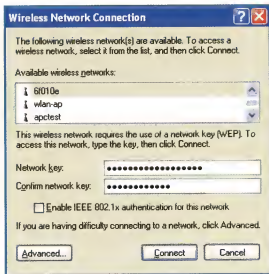 Wireless Network Connection
The following wireless network(s) are available. To access a
wireless network, select it from the list, and then click Connect.
Available wireless networks:
6f010e
wlan-ap
apctest
This wireless network requires the use of a network key (WEP). To
access this network, type the key, then click Connect.
Network key:
Confirm network key:
Enable IEEE 802.1x authentication for this network
If you are having difficulty connecting to a network, click Advanced.
Advanced... Connect Cancel